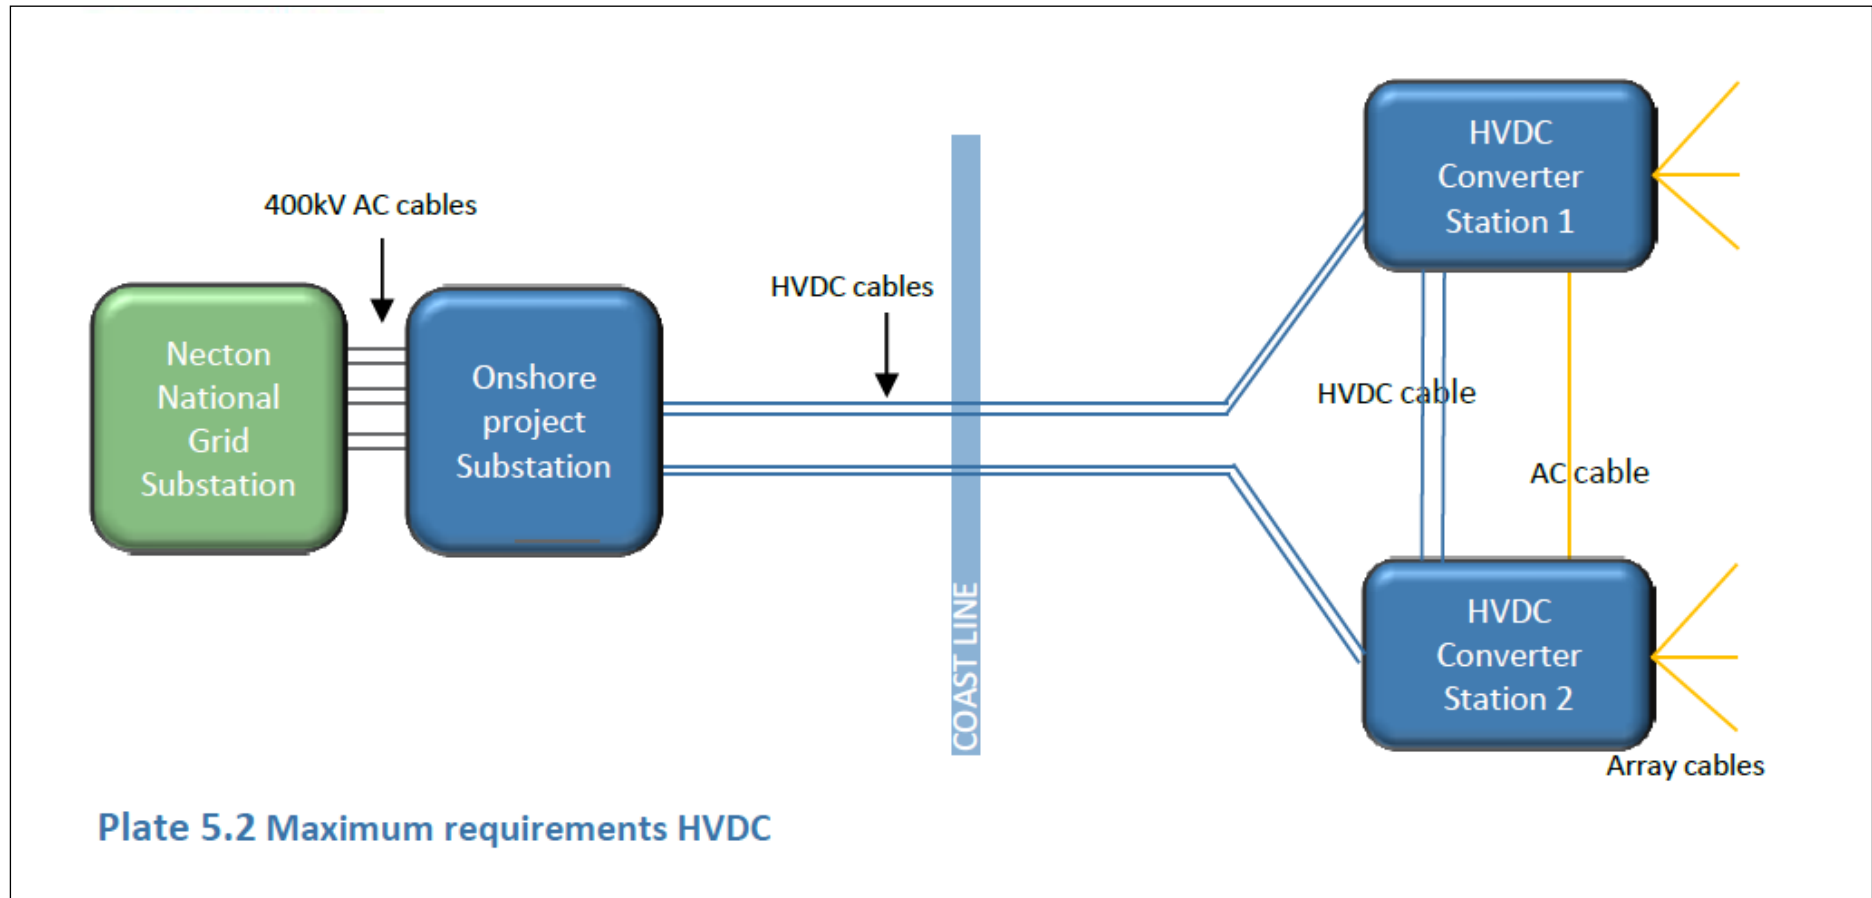 400kV AC cables
Necton
National
Grid
Substation
Onshore
project
Substation
HVDC cables
COAST LINE
HVDC
Converter
Station 1
HVDC cable
AC cable
HVDC
Converter
Station 2
Array cables
Plate 5.2 Maximum requirements HVDC